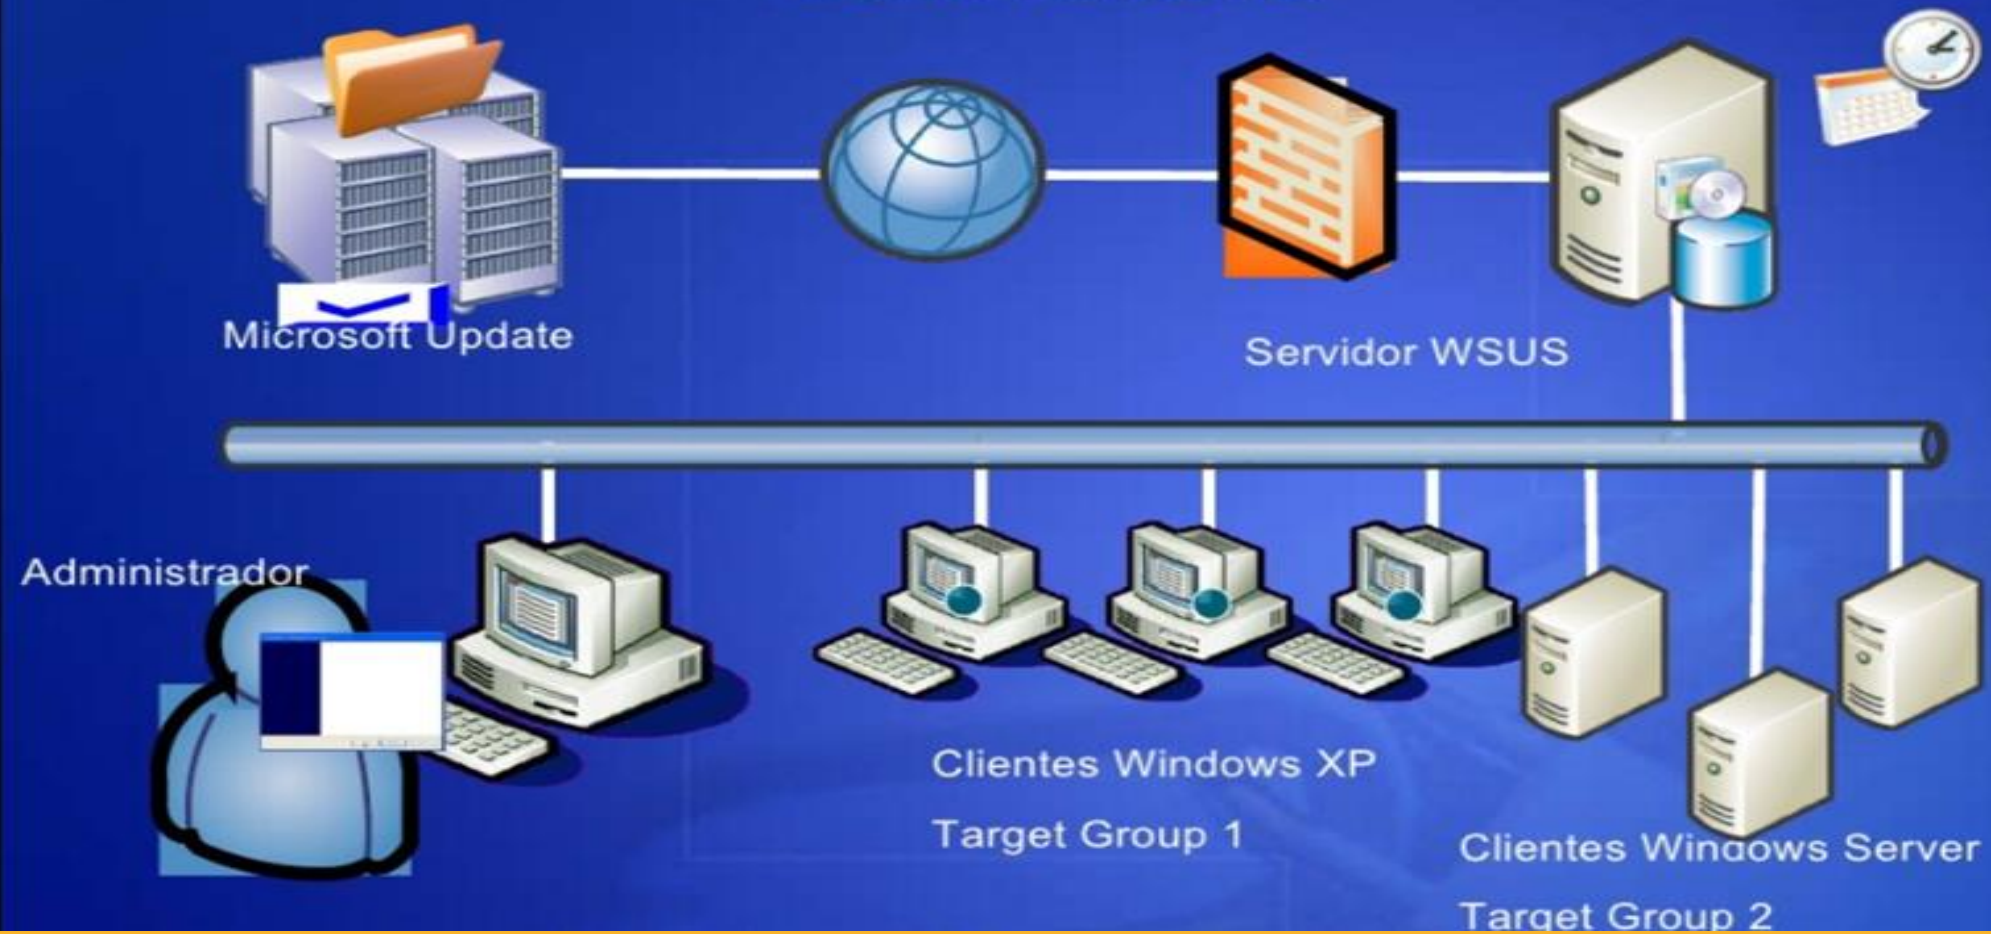 Microsoft Update
Servidor WSUS
Administrador
Clientes Windows XP
Target Group 1
Clientes Windows Server
Target Group 2